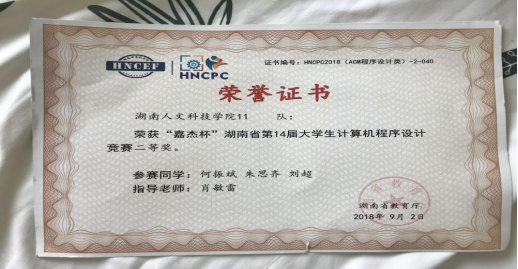 HNCEF
HNCPC
证书编号：HNCPC2018（ACM程序设计类）-2-040
荣誉证书
湖南人文科技学院11 队：
荣获“嘉杰杯”湖南省第14届大学生计算机程序设计
竞赛二等奖。
参赛同学：何振斌 朱思齐 刘超
指导老师：肖敏雷
湖南省教育厅
2018年 9月 2日